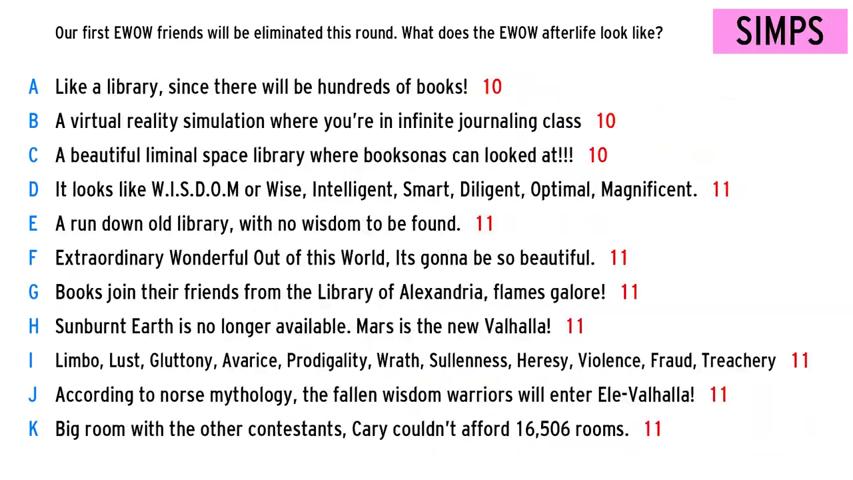 Our first EWOW friends will be eliminated this round. What does the EWOW afterlife look like?
SIMPS
A Like a library, since there will be hundreds of books! 10
B A virtual reality simulation where you're in infinite journaling class 10
C A beautiful liminal space library where booksonas can looked at!!! 10
D It looks like W.I.S.D.O.M or Wise, Intelligent, Smart, Diligent, Optimal, Magnificent. 11
E A run down old library, with no wisdom to be found. 11
F Extraordinary Wonderful Out of this World, Its gonna be so beautiful. 11
G Books join their friends from the Library of Alexandria, flames galore! 11
H Sunburnt Earth is no longer available. Mars is the new Valhalla! 11
I Limbo, Lust, Gluttony, Avarice, Prodigality, Wrath, Sullenness, Heresy, Violence, Fraud, Treachery 11
J According to norse mythology, the fallen wisdom warriors will enter Ele-Valhalla! 11
K Big room with the other contestants, Cary couldn't afford 16,506 rooms. 11